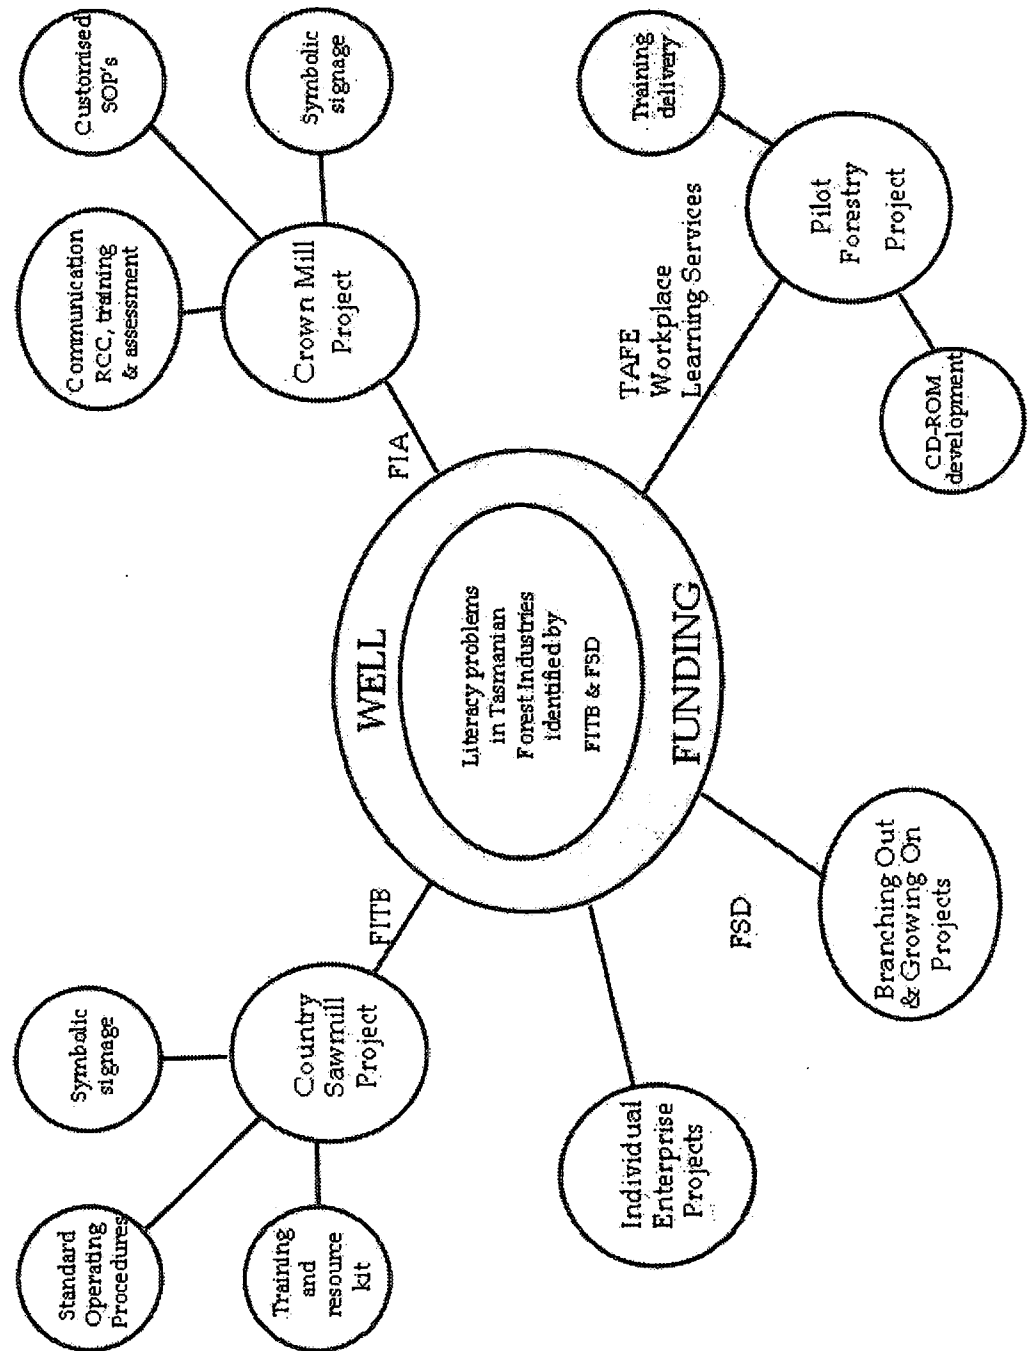 Standard
Operating
Procedures
Symbolic
signage
Training
and
resource
kit
Country
Sawmill
Project
FITB
Communication
RCC, training
& assessment
Customised
SOP's
Symbolic
signage
Crown Mill
Project
FIA
WELL
Literacy problems
in Tasmanian
Forest Industries
identified by
FITB & FSD
FUNDING
Individual
Enterprise
Projects
FSD
Branching Out
& Growing On
Projects
TAFE
Workplace
Learning Services
Training
delivery
Pilot
Forestry
Project
CD-ROM
development